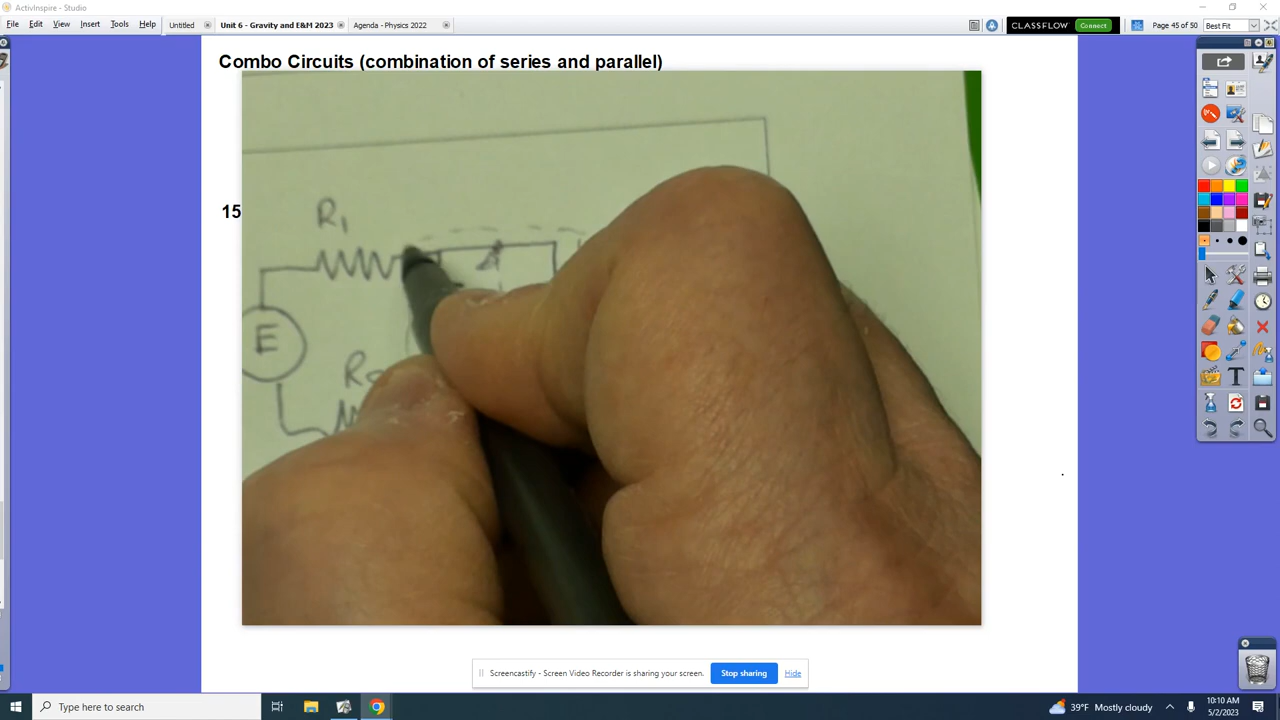 ActivInspire - Studio
File Edit View Insert Tools Help
Untitled
Unit 6 - Gravity and E&M 2023
Agenda - Physics 2022
CLASSFLOW Connect
Page 45 of 50
Best Fit
Combo Circuits (combination of series and parallel)
15
R1
E
Screencastify - Screen Video Recorder is sharing your screen.
Stop sharing
Hide
Type here to search
39°F Mostly cloudy
10:10 AM
5/2/2023